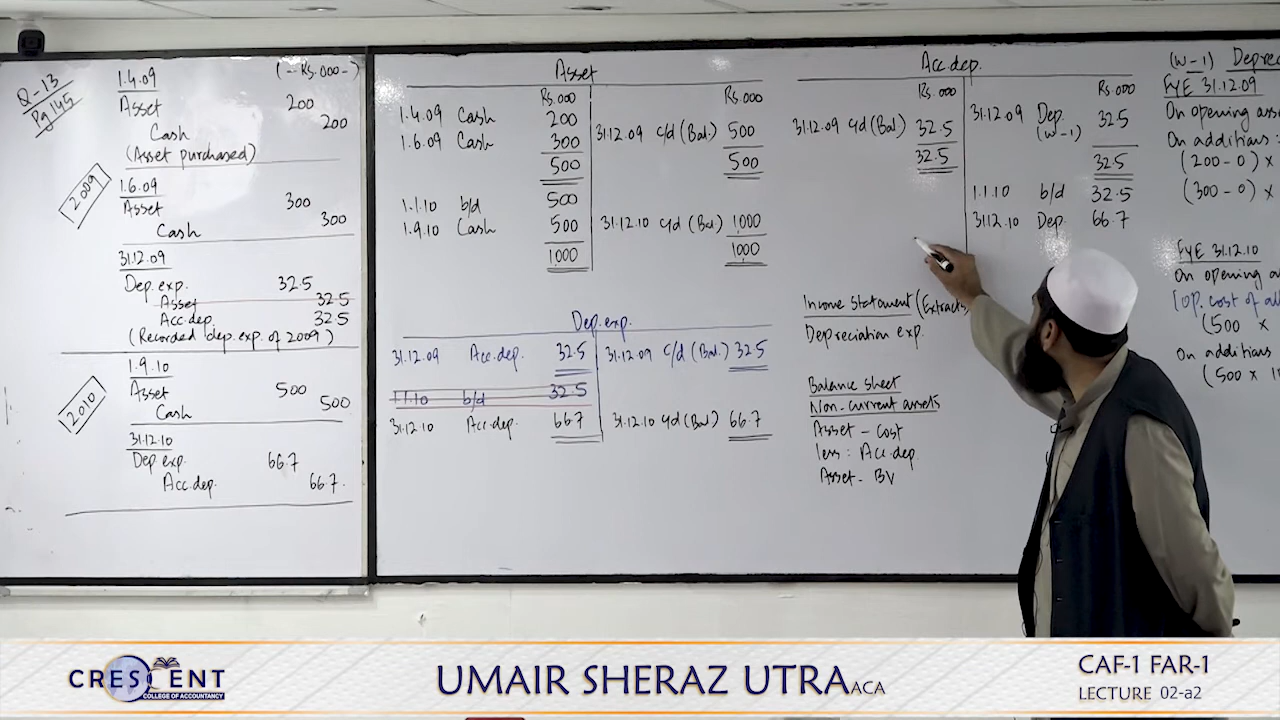 Q-13
Pg 145
(--Rs.000-)
1.4.09
Asset 200
Cash 200
(Asset purchased)
2009
1.6.09
Asset 300
Cash 300
31.12.09
Dep.exp. 32.5
Asset 32.5
Acc.dep. 32.5
(Recorded dep.exp. of 2009)
2010
1.9.10
Asset 500
Cash 500
31.12.10
Dep exp. 66.7
Acc.dep. 66.7
Asset
Rs.000 Rs.000
1.4.09 Cash 200
1.6.09 Cash 300 31.12.09 c/d (Bal.) 500
500 500
1.1.10 b/d 500
1.9.10 Cash 500 31.12.10 c/d (Bal.) 1000
1000 1000
Dep.exp.
31.12.09 Acc.dep. 32.5 31.12.09 c/d (Bal.) 32.5
1.1.10 b/d 32.5
31.12.10 Acc.dep. 66.7 31.12.10 c/d (Bal) 66.7
Acc.dep.
Rs.000 Rs.000
31.12.09 c/d (Bal) 32.5 31.12.09 Dep. (W-1) 32.5
32.5 32.5
1.1.10 b/d 32.5
31.12.10 Dep. 66.7
Income Statement (Extracts
Depreciation exp.
Balance sheet
Non-current assets
Asset - Cost
less: Acc.dep
Asset - BV
(W-1) Deprec
FYE 31.12.09
On opening ass
On additions
(200-0) ×
(300-0) ×
FYE 31.12.10
On opening a
[op. cost of al
(500 ×
On additions
(500 × 1
CRESCENT
COLLEGE OF ACCOUNTANCY
UMAIR SHERAZ UTRA ACA
CAF-1 FAR-1
LECTURE 02-a2